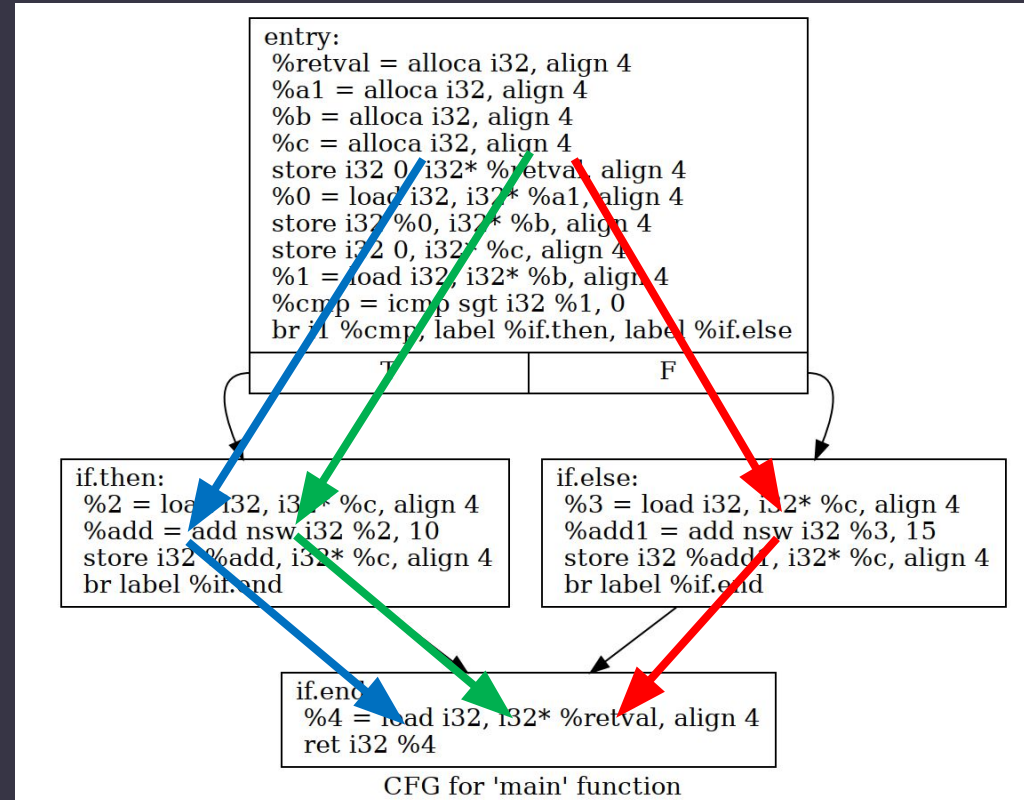 entry:
%retval = alloca i32, align 4
%a1 = alloca i32, align 4
%b = alloca i32, align 4
%c = alloca i32, align 4
store i32 0, i32* %retval, align 4
%0 = load i32, i32* %a1, align 4
store i32 %0, i32* %b, align 4
store i32 0, i32* %c, align 4
%1 = load i32, i32* %b, align 4
%cmp = icmp sgt i32 %1, 0
br i1 %cmp, label %if.then, label %if.else
T
F
if.then:
%2 = load i32, i32* %c, align 4
%add = add nsw i32 %2, 10
store i32 %add, i32* %c, align 4
br label %if.end
if.else:
%3 = load i32, i32* %c, align 4
%add1 = add nsw i32 %3, 15
store i32 %add1, i32* %c, align 4
br label %if.end
if.end:
%4 = load i32, i32* %retval, align 4
ret i32 %4
CFG for 'main' function